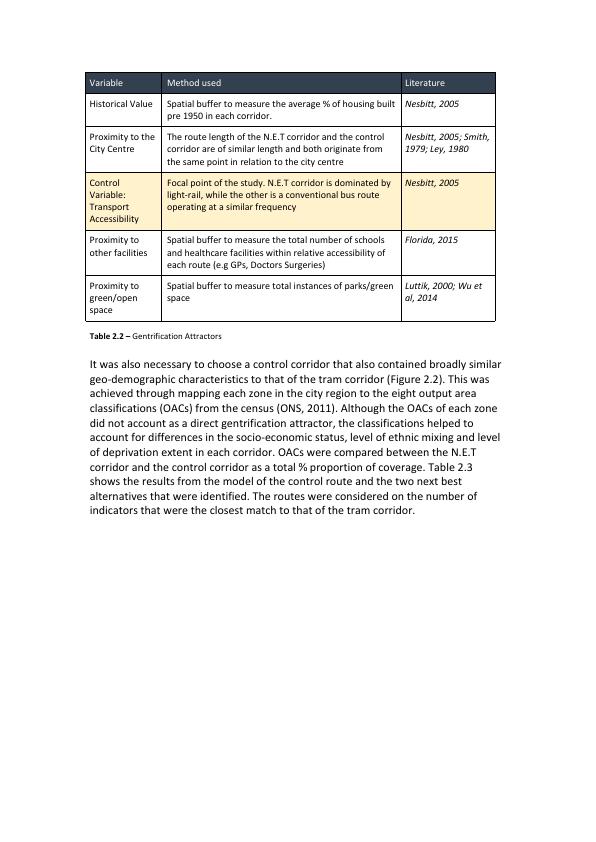 Variable Method used Literature
Historical Value Spatial buffer to measure the average % of housing built Nesbitt, 2005
pre 1950 in each corridor.
Proximity to the The route length of the N.E.T corridor and the control Nesbitt, 2005; Smith,
City Centre corridor are of similar length and both originate from 1979; Ley, 1980
the same point in relation to the city centre
Control Focal point of the study. N.E.T corridor is dominated by Nesbitt, 2005
Variable: light-rail, while the other is a conventional bus route
Transport operating at a similar frequency
Accessibility
Proximity to Spatial buffer to measure the total number of schools Florida, 2015
other facilities and healthcare facilities within relative accessibility of
each route (e.g GPs, Doctors Surgeries)
Proximity to Spatial buffer to measure total instances of parks/green Luttik, 2000; Wu et
green/open space al, 2014
space
Table 2.2 – Gentrification Attractors
It was also necessary to choose a control corridor that also contained broadly similar
geo-demographic characteristics to that of the tram corridor (Figure 2.2). This was
achieved through mapping each zone in the city region to the eight output area
classifications (OACs) from the census (ONS, 2011). Although the OACs of each zone
did not account as a direct gentrification attractor, the classifications helped to
account for differences in the socio-economic status, level of ethnic mixing and level
of deprivation extent in each corridor. OACs were compared between the N.E.T
corridor and the control corridor as a total % proportion of coverage. Table 2.3
shows the results from the model of the control route and the two next best
alternatives that were identified. The routes were considered on the number of
indicators that were the closest match to that of the tram corridor.